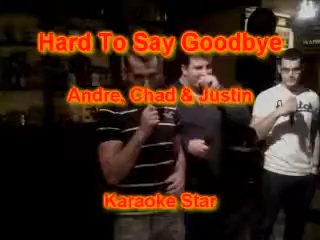 Hard To Say Goodbye
Andre, Chad & Justin
Karaoke Star